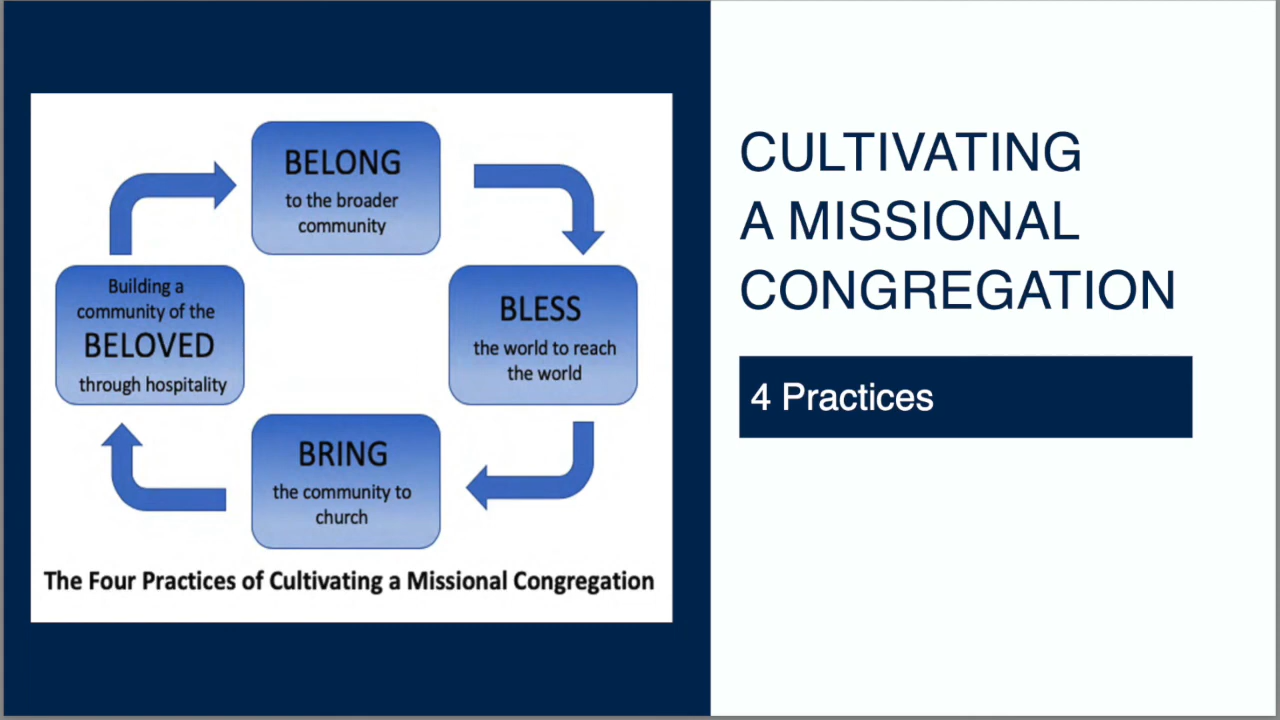 BELONG
to the broader
community
BLESS
the world to reach
the world
BRING
the community to
church
Building a
community of the
BELOVED
through hospitality
The Four Practices of Cultivating a Missional Congregation
CULTIVATING
A MISSIONAL
CONGREGATION
4 Practices